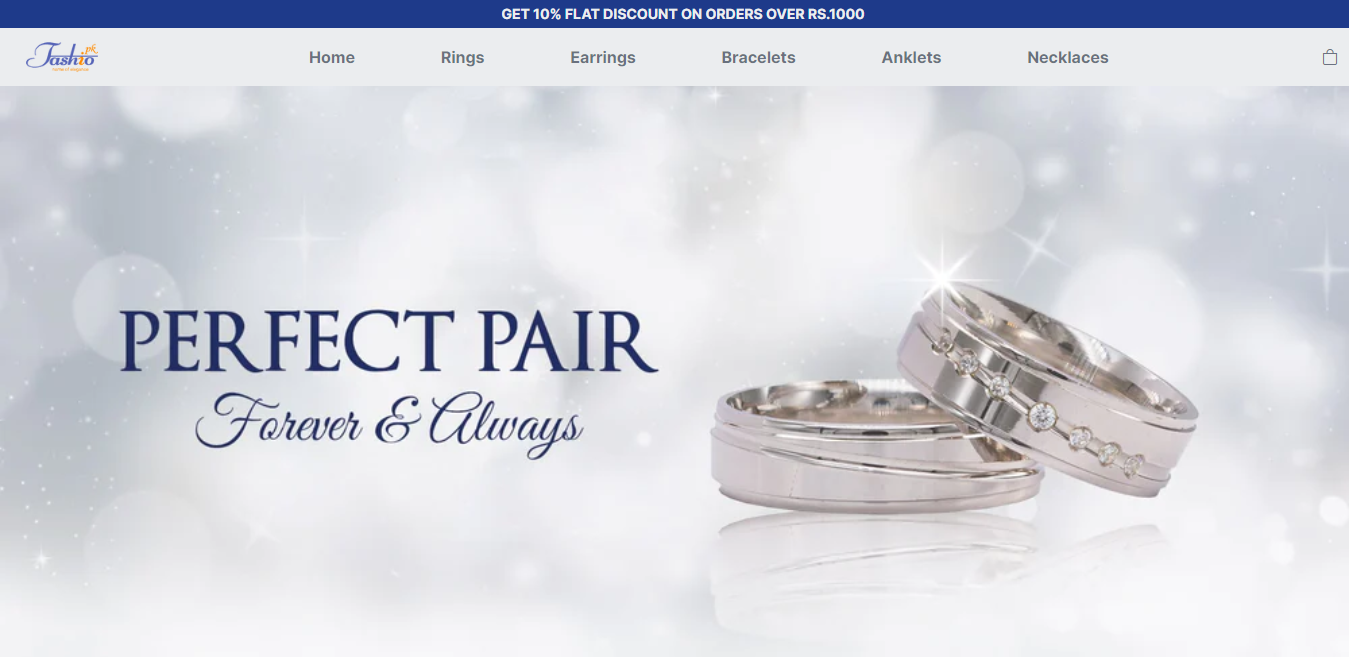 GET 10% FLAT DISCOUNT ON ORDERS OVER RS.1000
Fashio.pk
Home
Rings
Earrings
Bracelets
Anklets
Necklaces
PERFECT PAIR
Forever & Always